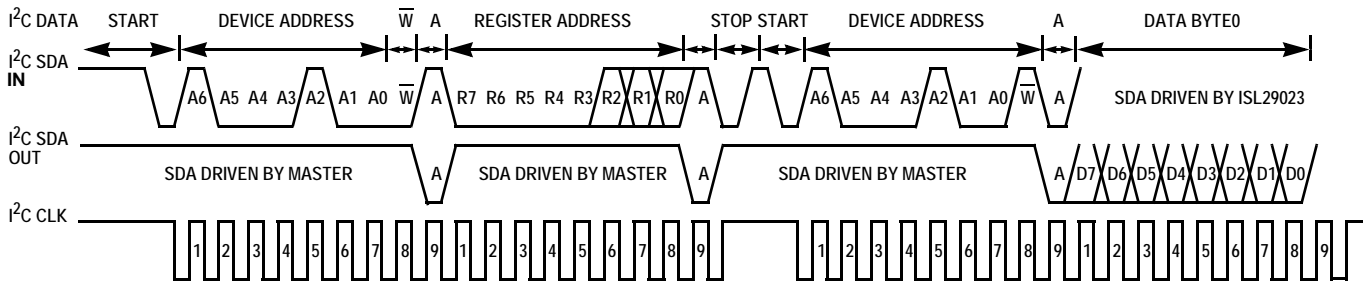 I²C DATA START DEVICE ADDRESS W̅ A REGISTER ADDRESS STOP START DEVICE ADDRESS A DATA BYTE0
I²C SDA
IN
A6 A5 A4 A3 A2 A1 A0 W̅ A R7 R6 R5 R4 R3 R2 R1 R0 A A6 A5 A4 A3 A2 A1 A0 W̅ A SDA DRIVEN BY ISL29023
I²C SDA
OUT
SDA DRIVEN BY MASTER A SDA DRIVEN BY MASTER A SDA DRIVEN BY MASTER A D7 D6 D5 D4 D3 D2 D1 D0
I²C CLK
1 2 3 4 5 6 7 8 9 1 2 3 4 5 6 7 8 9 1 2 3 4 5 6 7 8 9 1 2 3 4 5 6 7 8 9